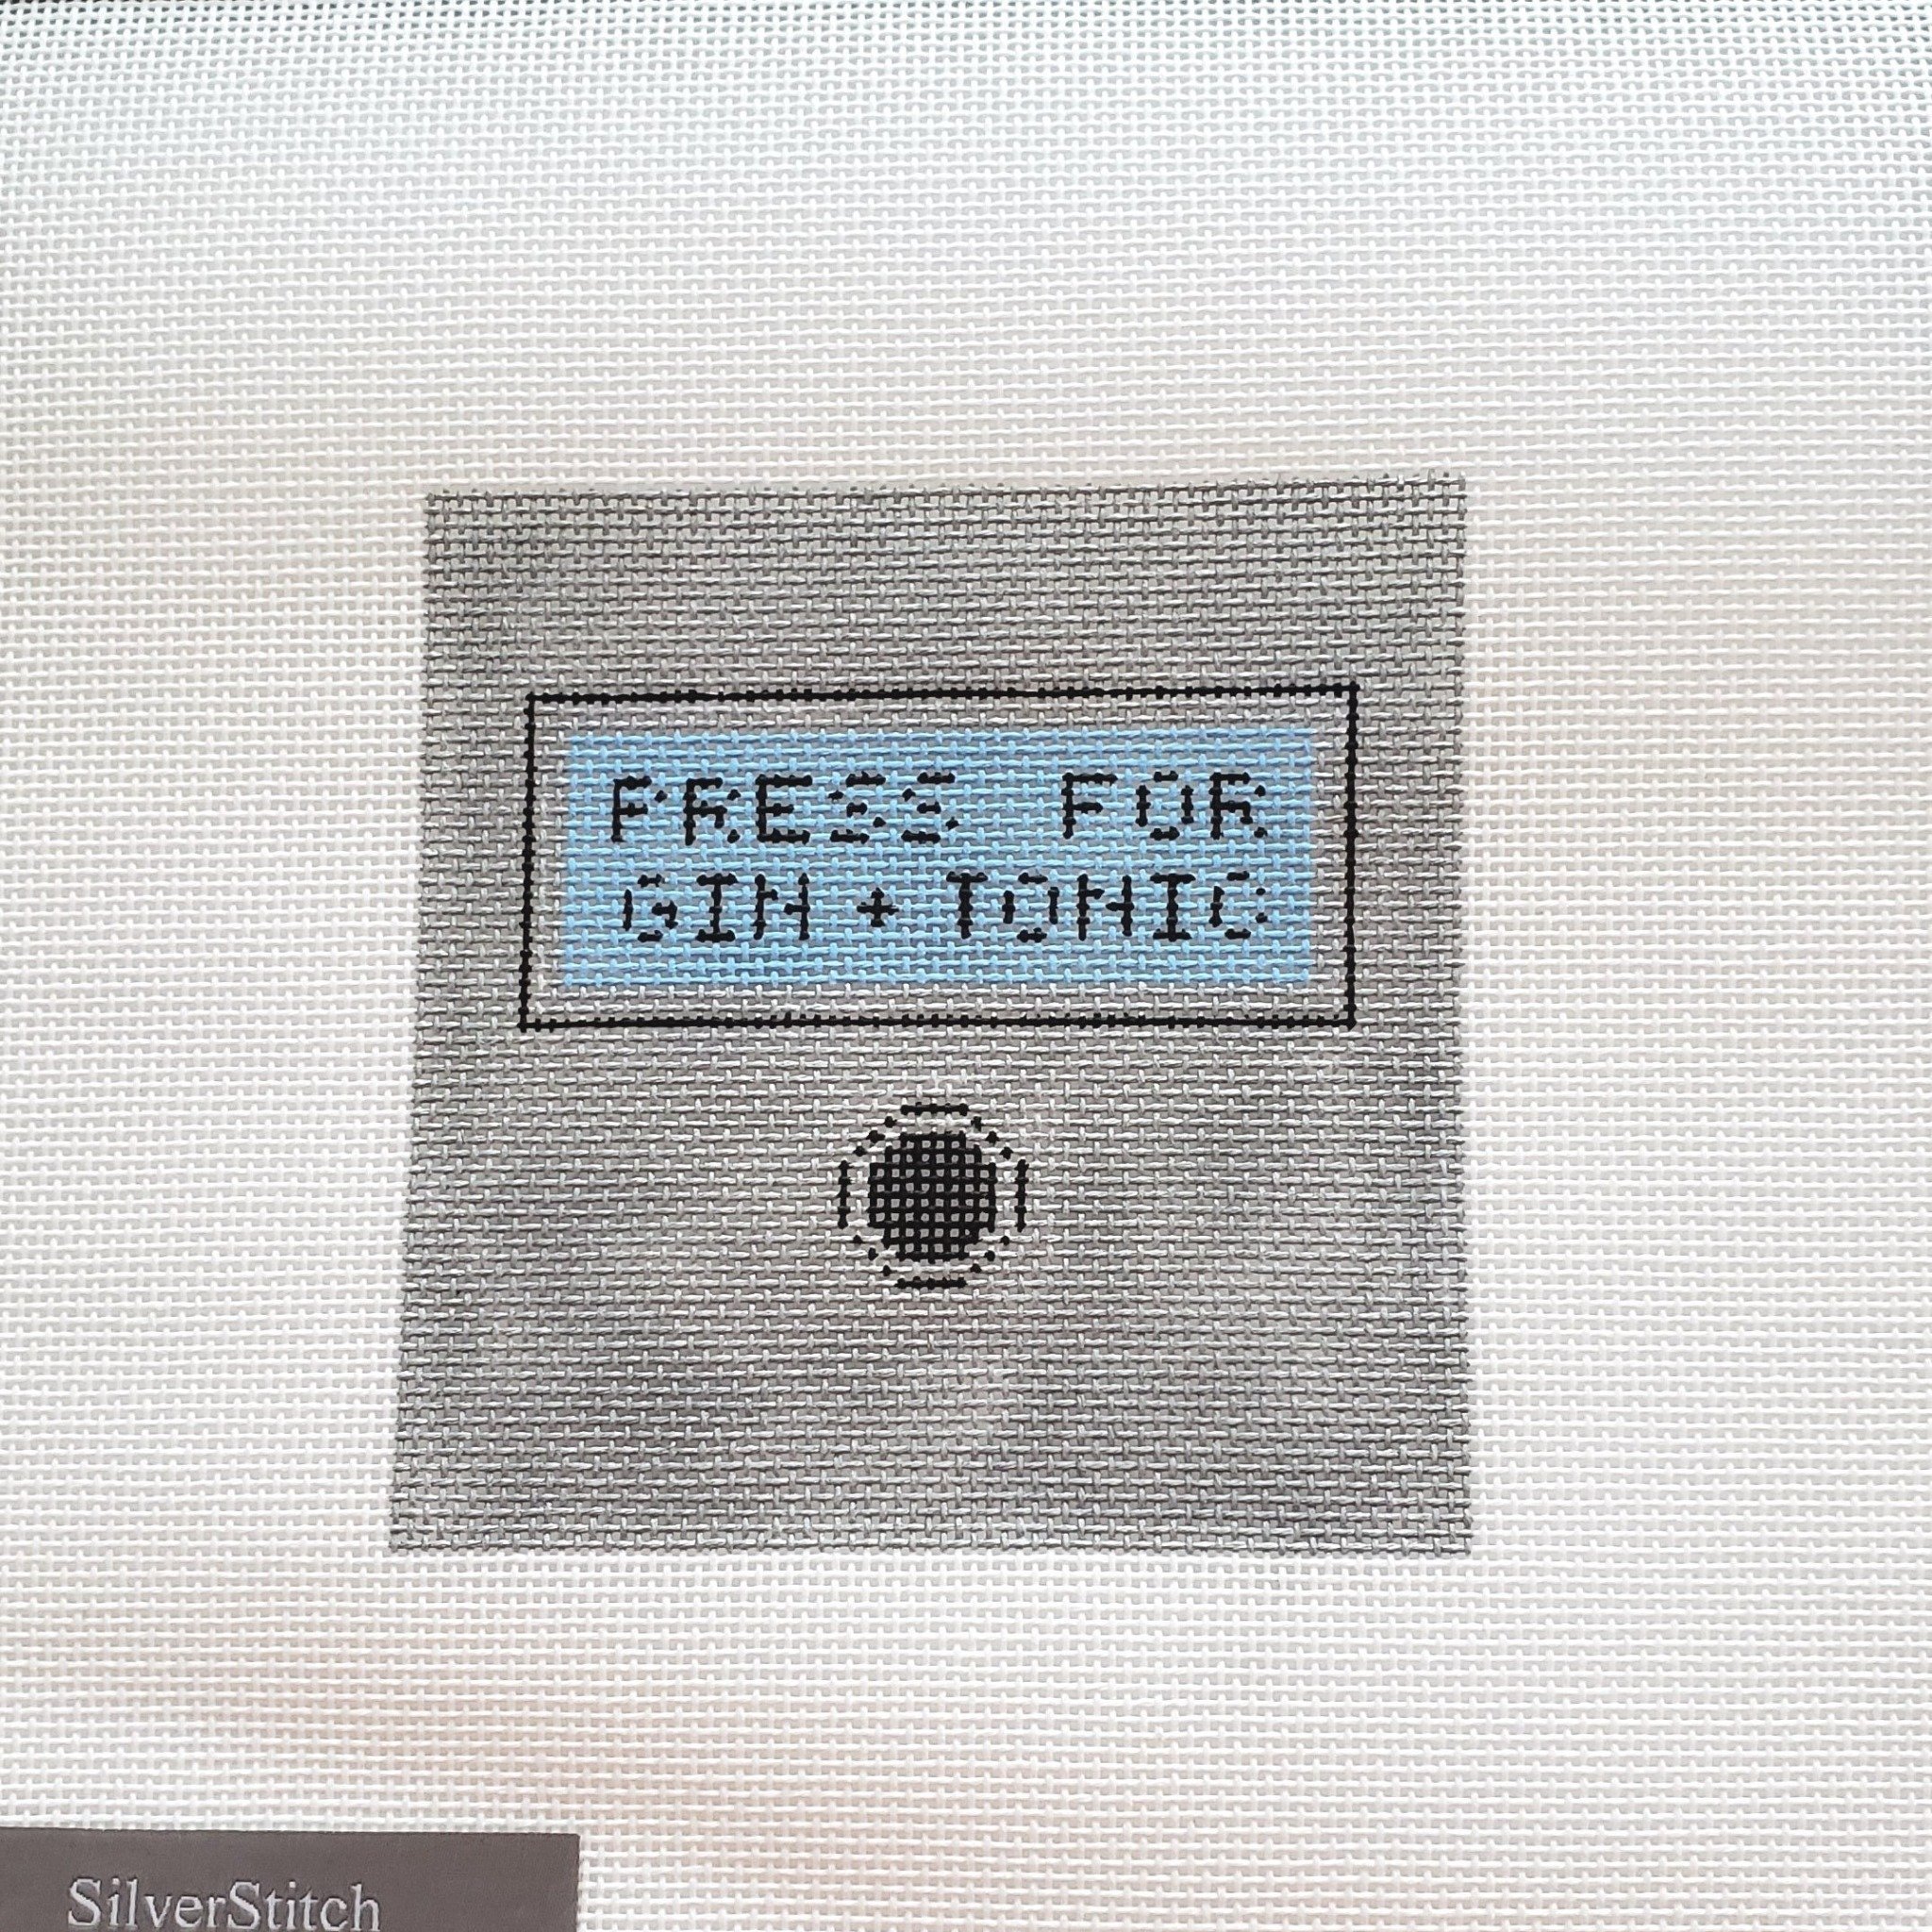 PRESS FOR
GIN + TONIC
SilverStitch